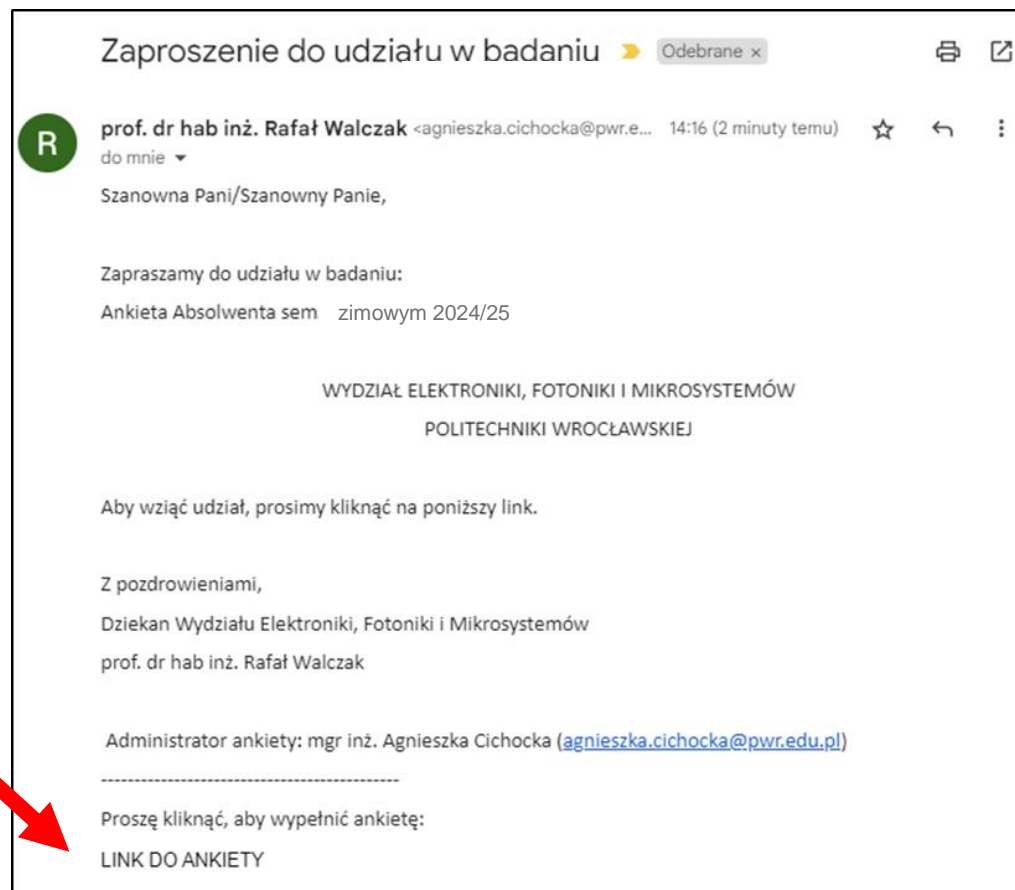 Zaproszenie do udziału w badaniu Odebrane x
R
prof. dr hab inż. Rafał Walczak <agnieszka.cichocka@pwr.e... 14:16 (2 minuty temu)
do mnie
Szanowna Pani/Szanowny Panie,
Zapraszamy do udziału w badaniu:
Ankieta Absolwenta sem zimowym 2024/25
WYDZIAŁ ELEKTRONIKI, FOTONIKI I MIKROSYSTEMÓW
POLITECHNIKI WROCŁAWSKIEJ
Aby wziąć udział, prosimy kliknąć na poniższy link.
Z pozdrowieniami,
Dziekan Wydziału Elektroniki, Fotoniki i Mikrosystemów
prof. dr hab inż. Rafał Walczak
Administrator ankiety: mgr inż. Agnieszka Cichocka (agnieszka.cichocka@pwr.edu.pl)
---------------------------------------------
Proszę kliknąć, aby wypełnić ankietę:
LINK DO ANKIETY